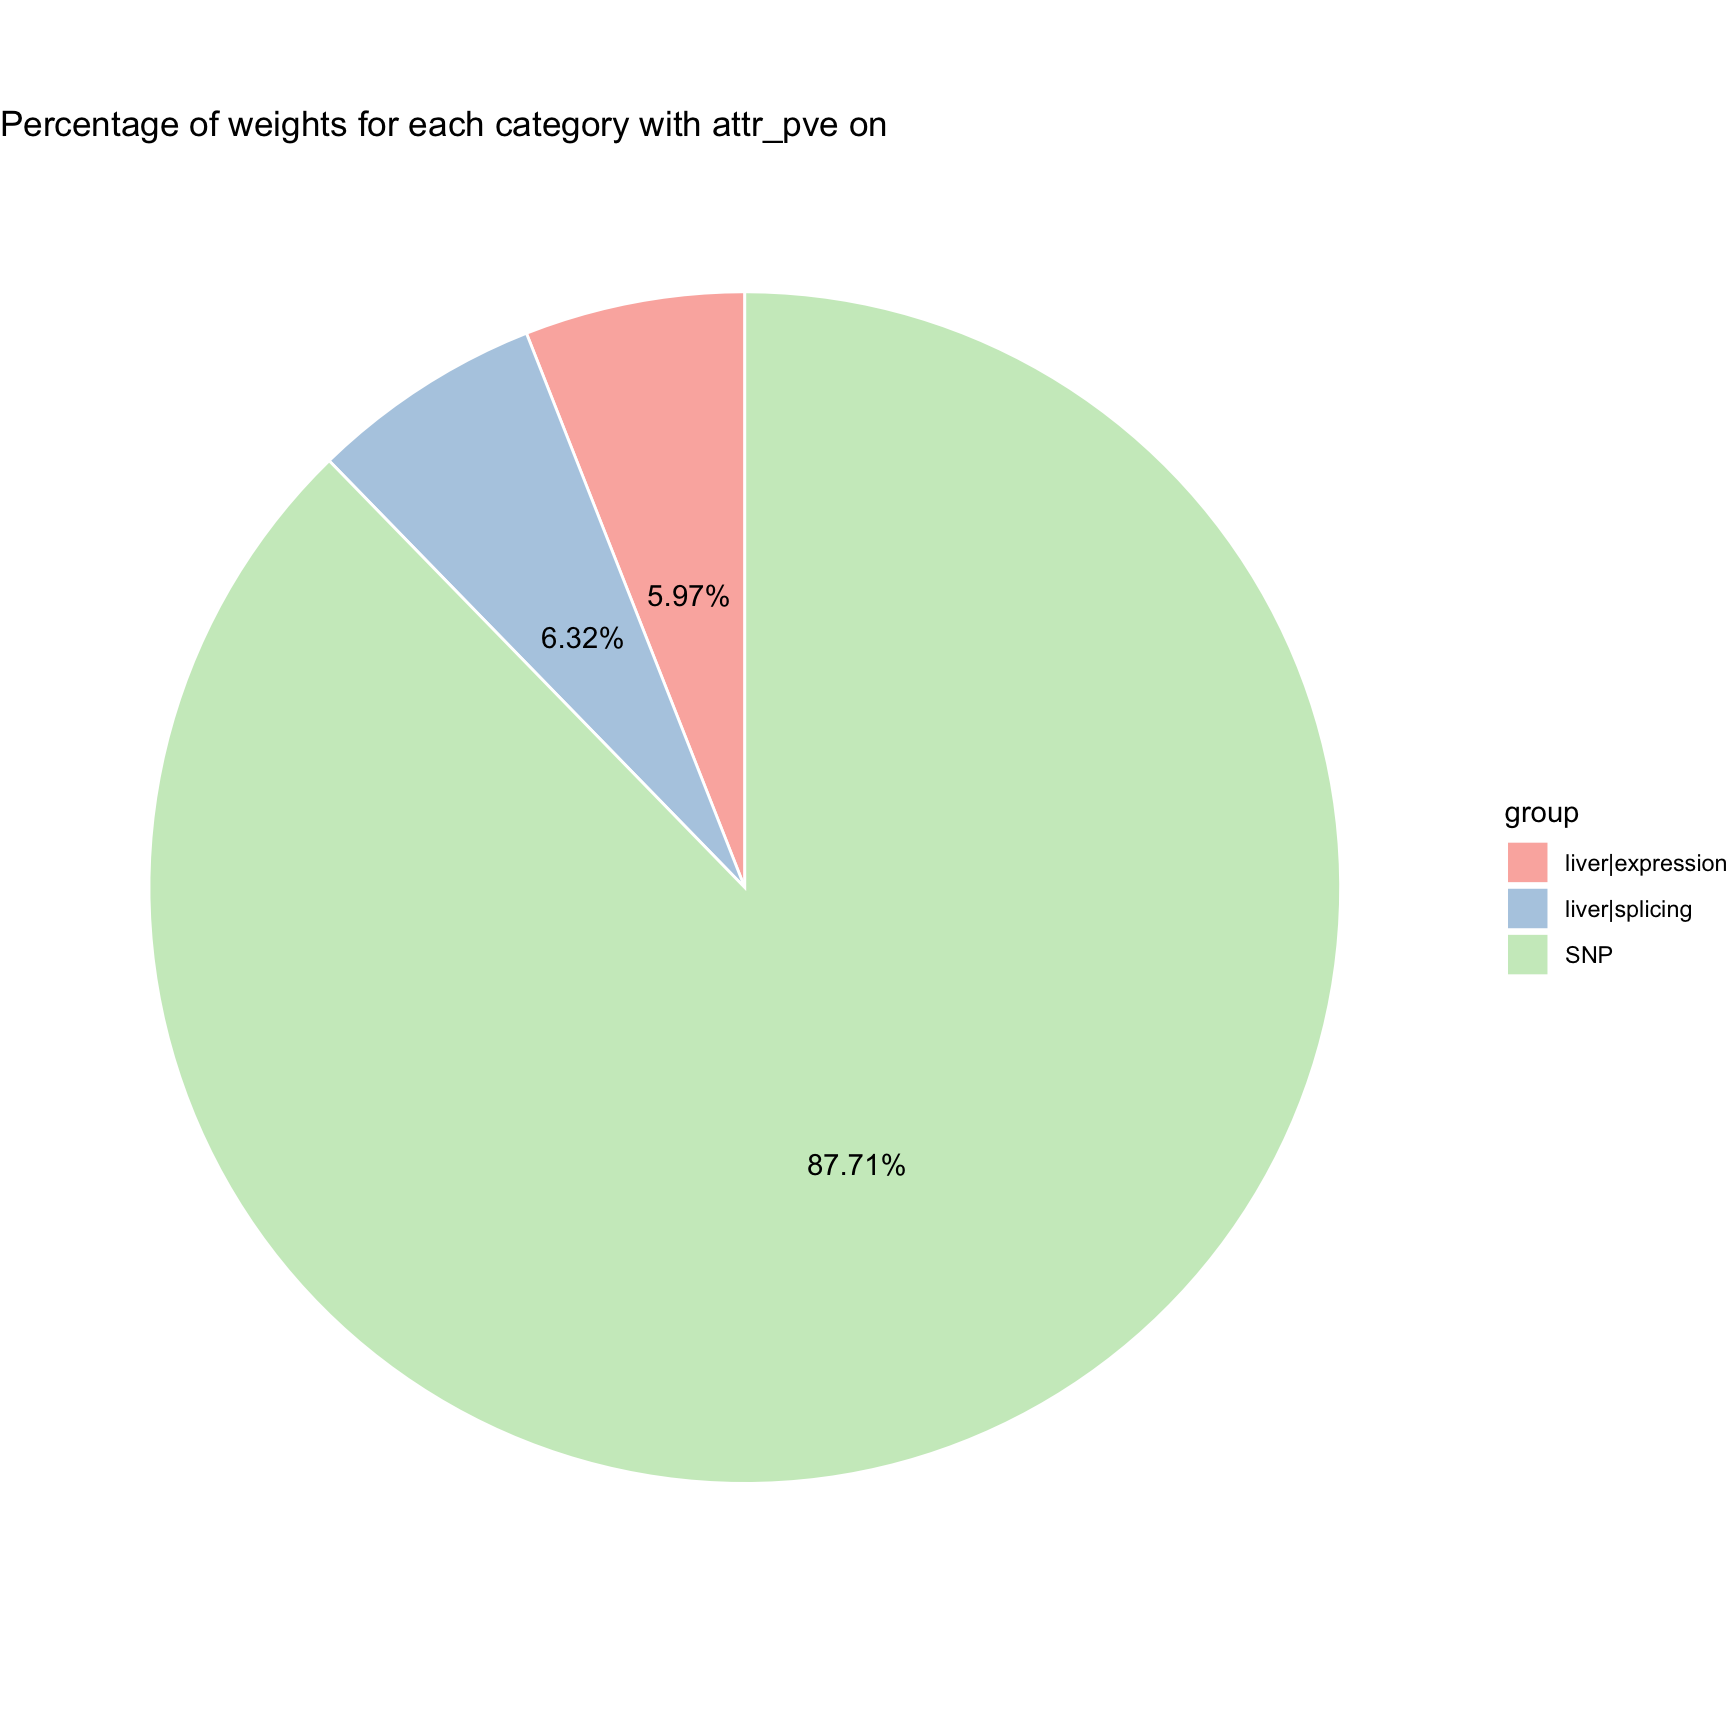 Percentage of weights for each category with attr_pve on
5.97%
6.32%
87.71%
group
liver|expression
liver|splicing
SNP